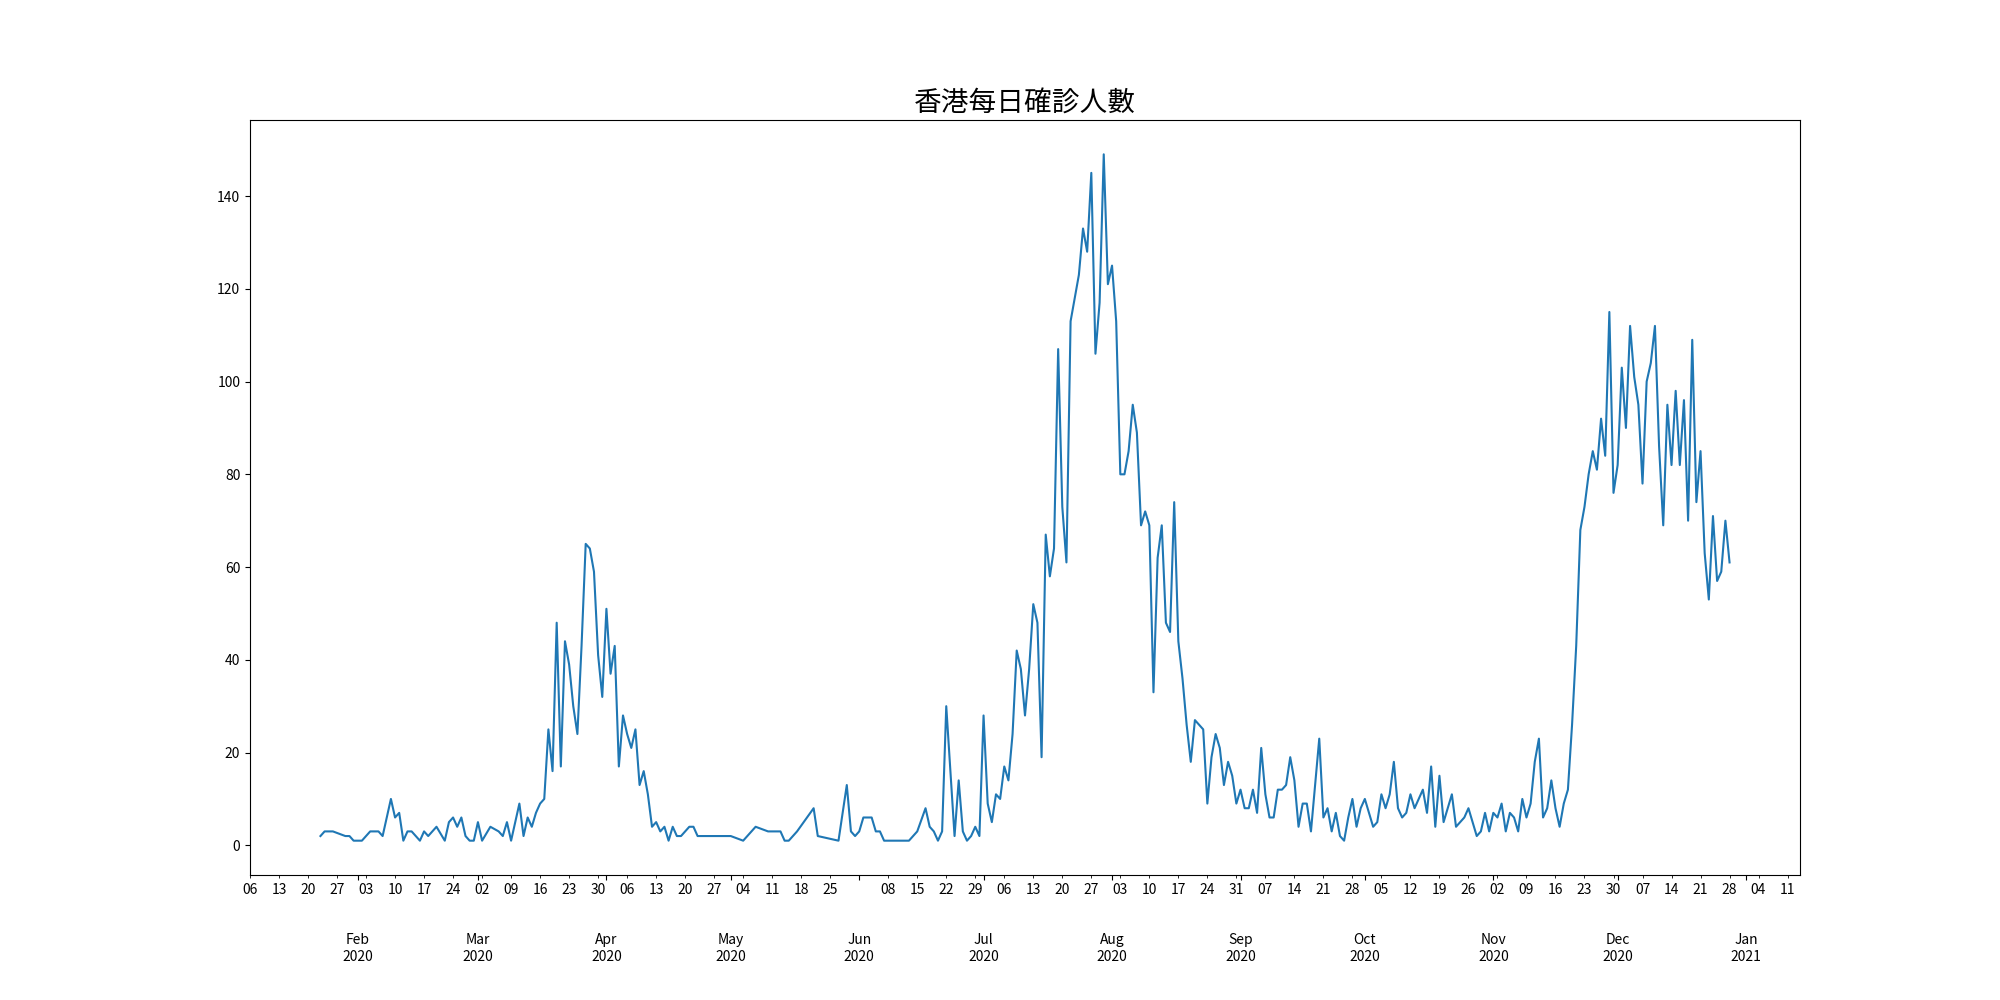 香港每日確診人數
140
120
100
80
60
40
20
0
06 13 20 27 03 10 17 24 02 09 16 23 30 06 13 20 27 04 11 18 25 08 15 22 29 06 13 20 27 03 10 17 24 31 07 14 21 28 05 12 19 26 02 09 16 23 30 07 14 21 28 04 11
Feb Mar Apr May Jun Jul Aug Sep Oct Nov Dec Jan
2020 2020 2020 2020 2020 2020 2020 2020 2020 2020 2020 2021